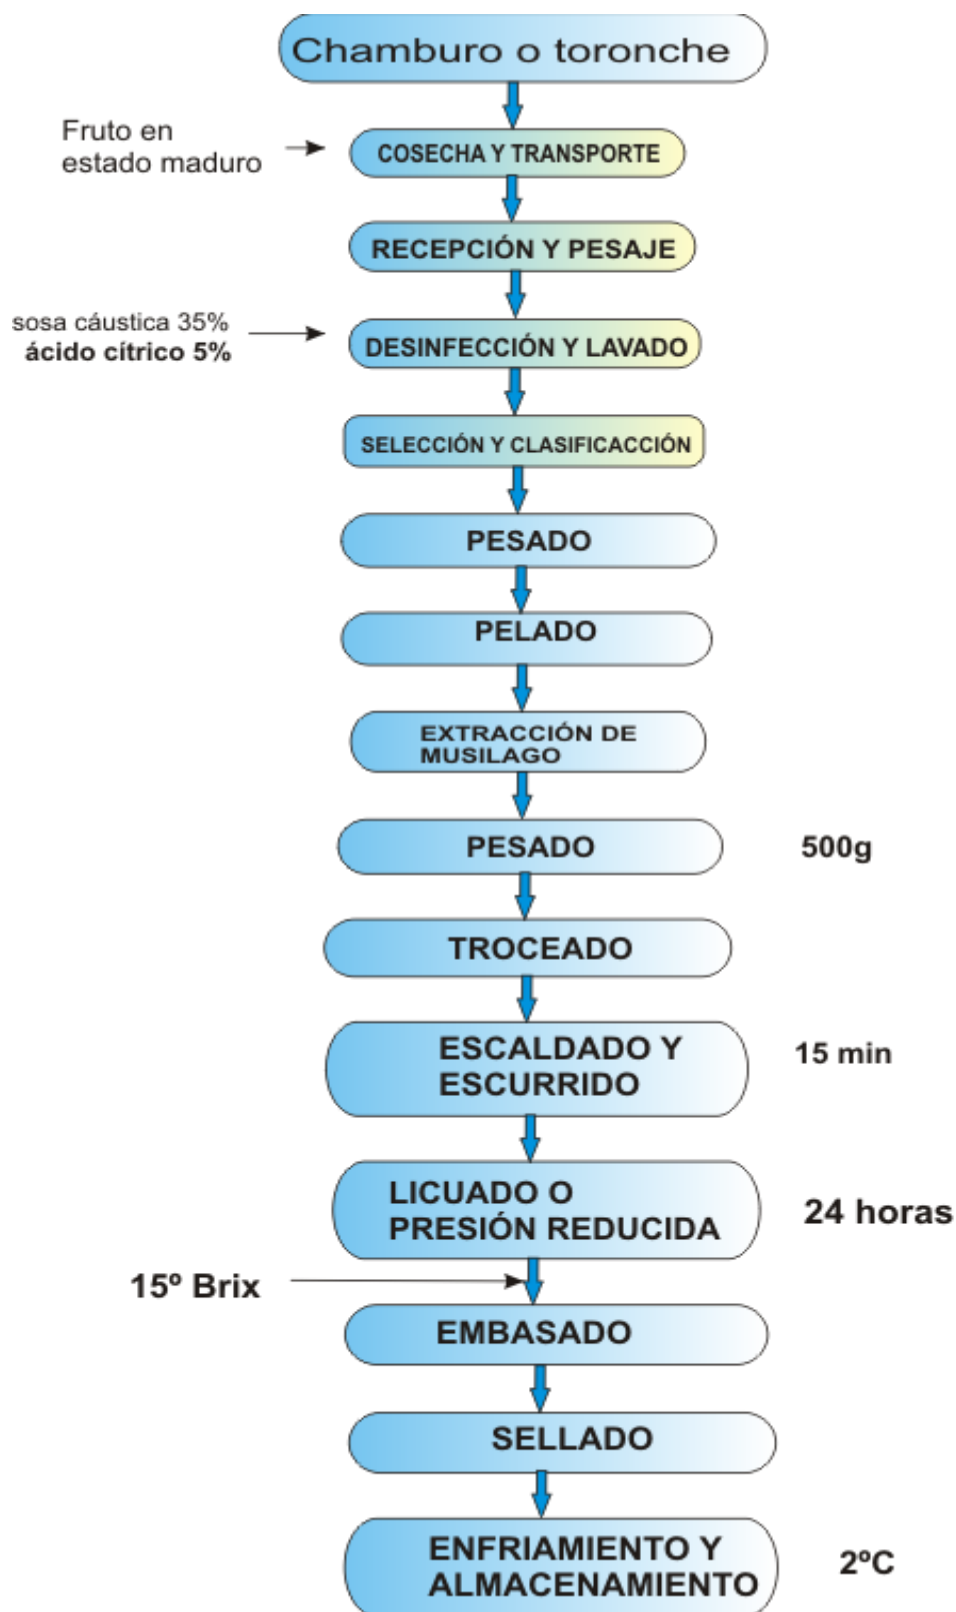 Chamburo o toronche
Fruto en
estado maduro
COSECHA Y TRANSPORTE
RECEPCIÓN Y PESAJE
sosa cáustica 35%
ácido cítrico 5%
DESINFECCIÓN Y LAVADO
SELECCIÓN Y CLASIFICACCIÓN
PESADO
PELADO
EXTRACCIÓN DE
MUSILAGO
PESADO
500g
TROCEADO
ESCALDADO Y
ESCURRIDO
15 min
LICUADO O
PRESIÓN REDUCIDA
24 horas
15º Brix
EMBASADO
SELLADO
ENFRIAMIENTO Y
ALMACENAMIENTO
2ºC